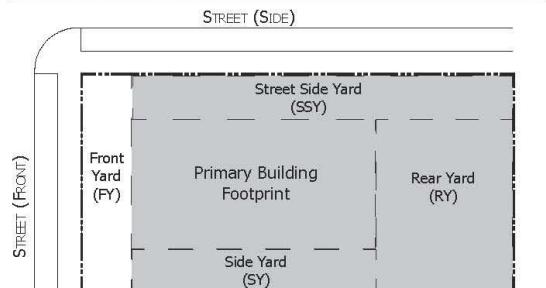 STREET (SIDE)
Street Side Yard
(SSY)
Front
Yard
(FY)
Primary Building
Footprint
Rear Yard
(RY)
STREET (FRONT)
Side Yard
(SY)